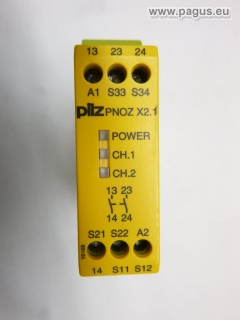 www.pagus.eu
13 23 24
A1 S33 S34
pilz PNOZ X2.1
POWER
CH.1
CH.2
13 23
14 24
S21 S22 A2
14 S11 S12